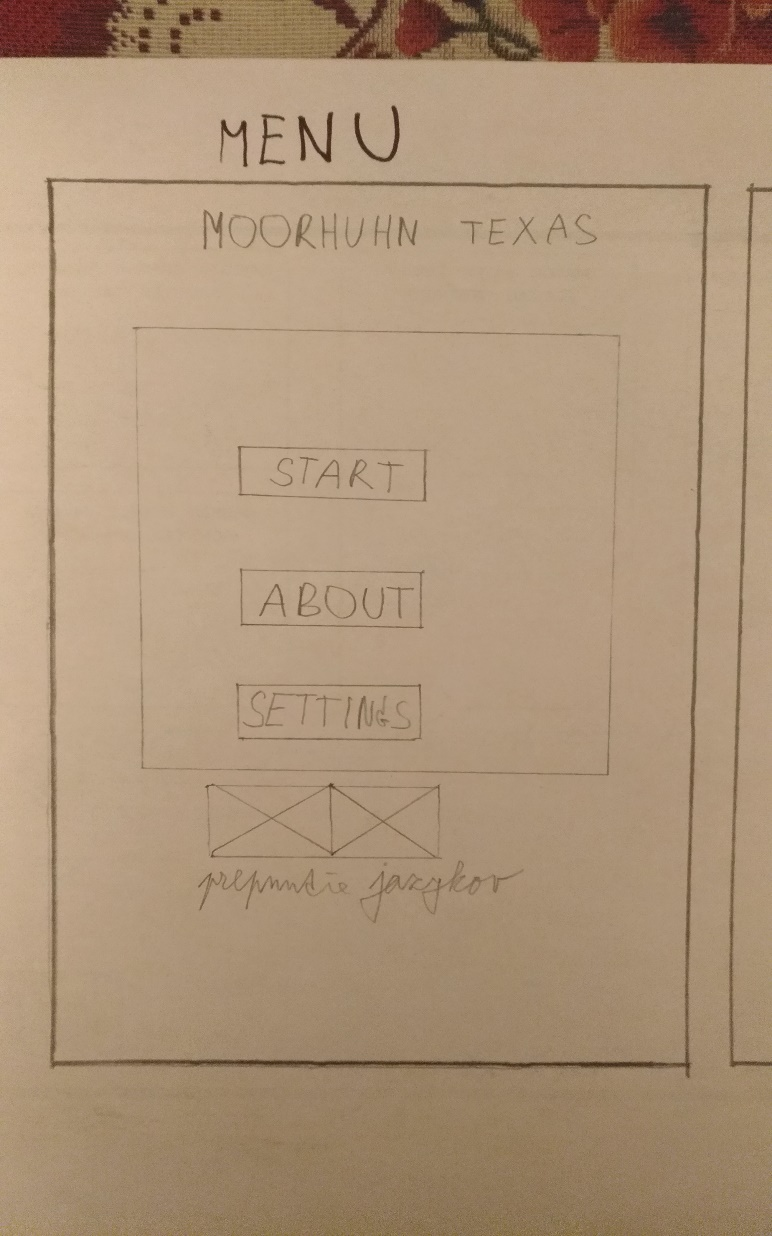 MENU
MOORHUHN TEXAS
START
ABOUT
SETTINGS
prepnutie jazykov